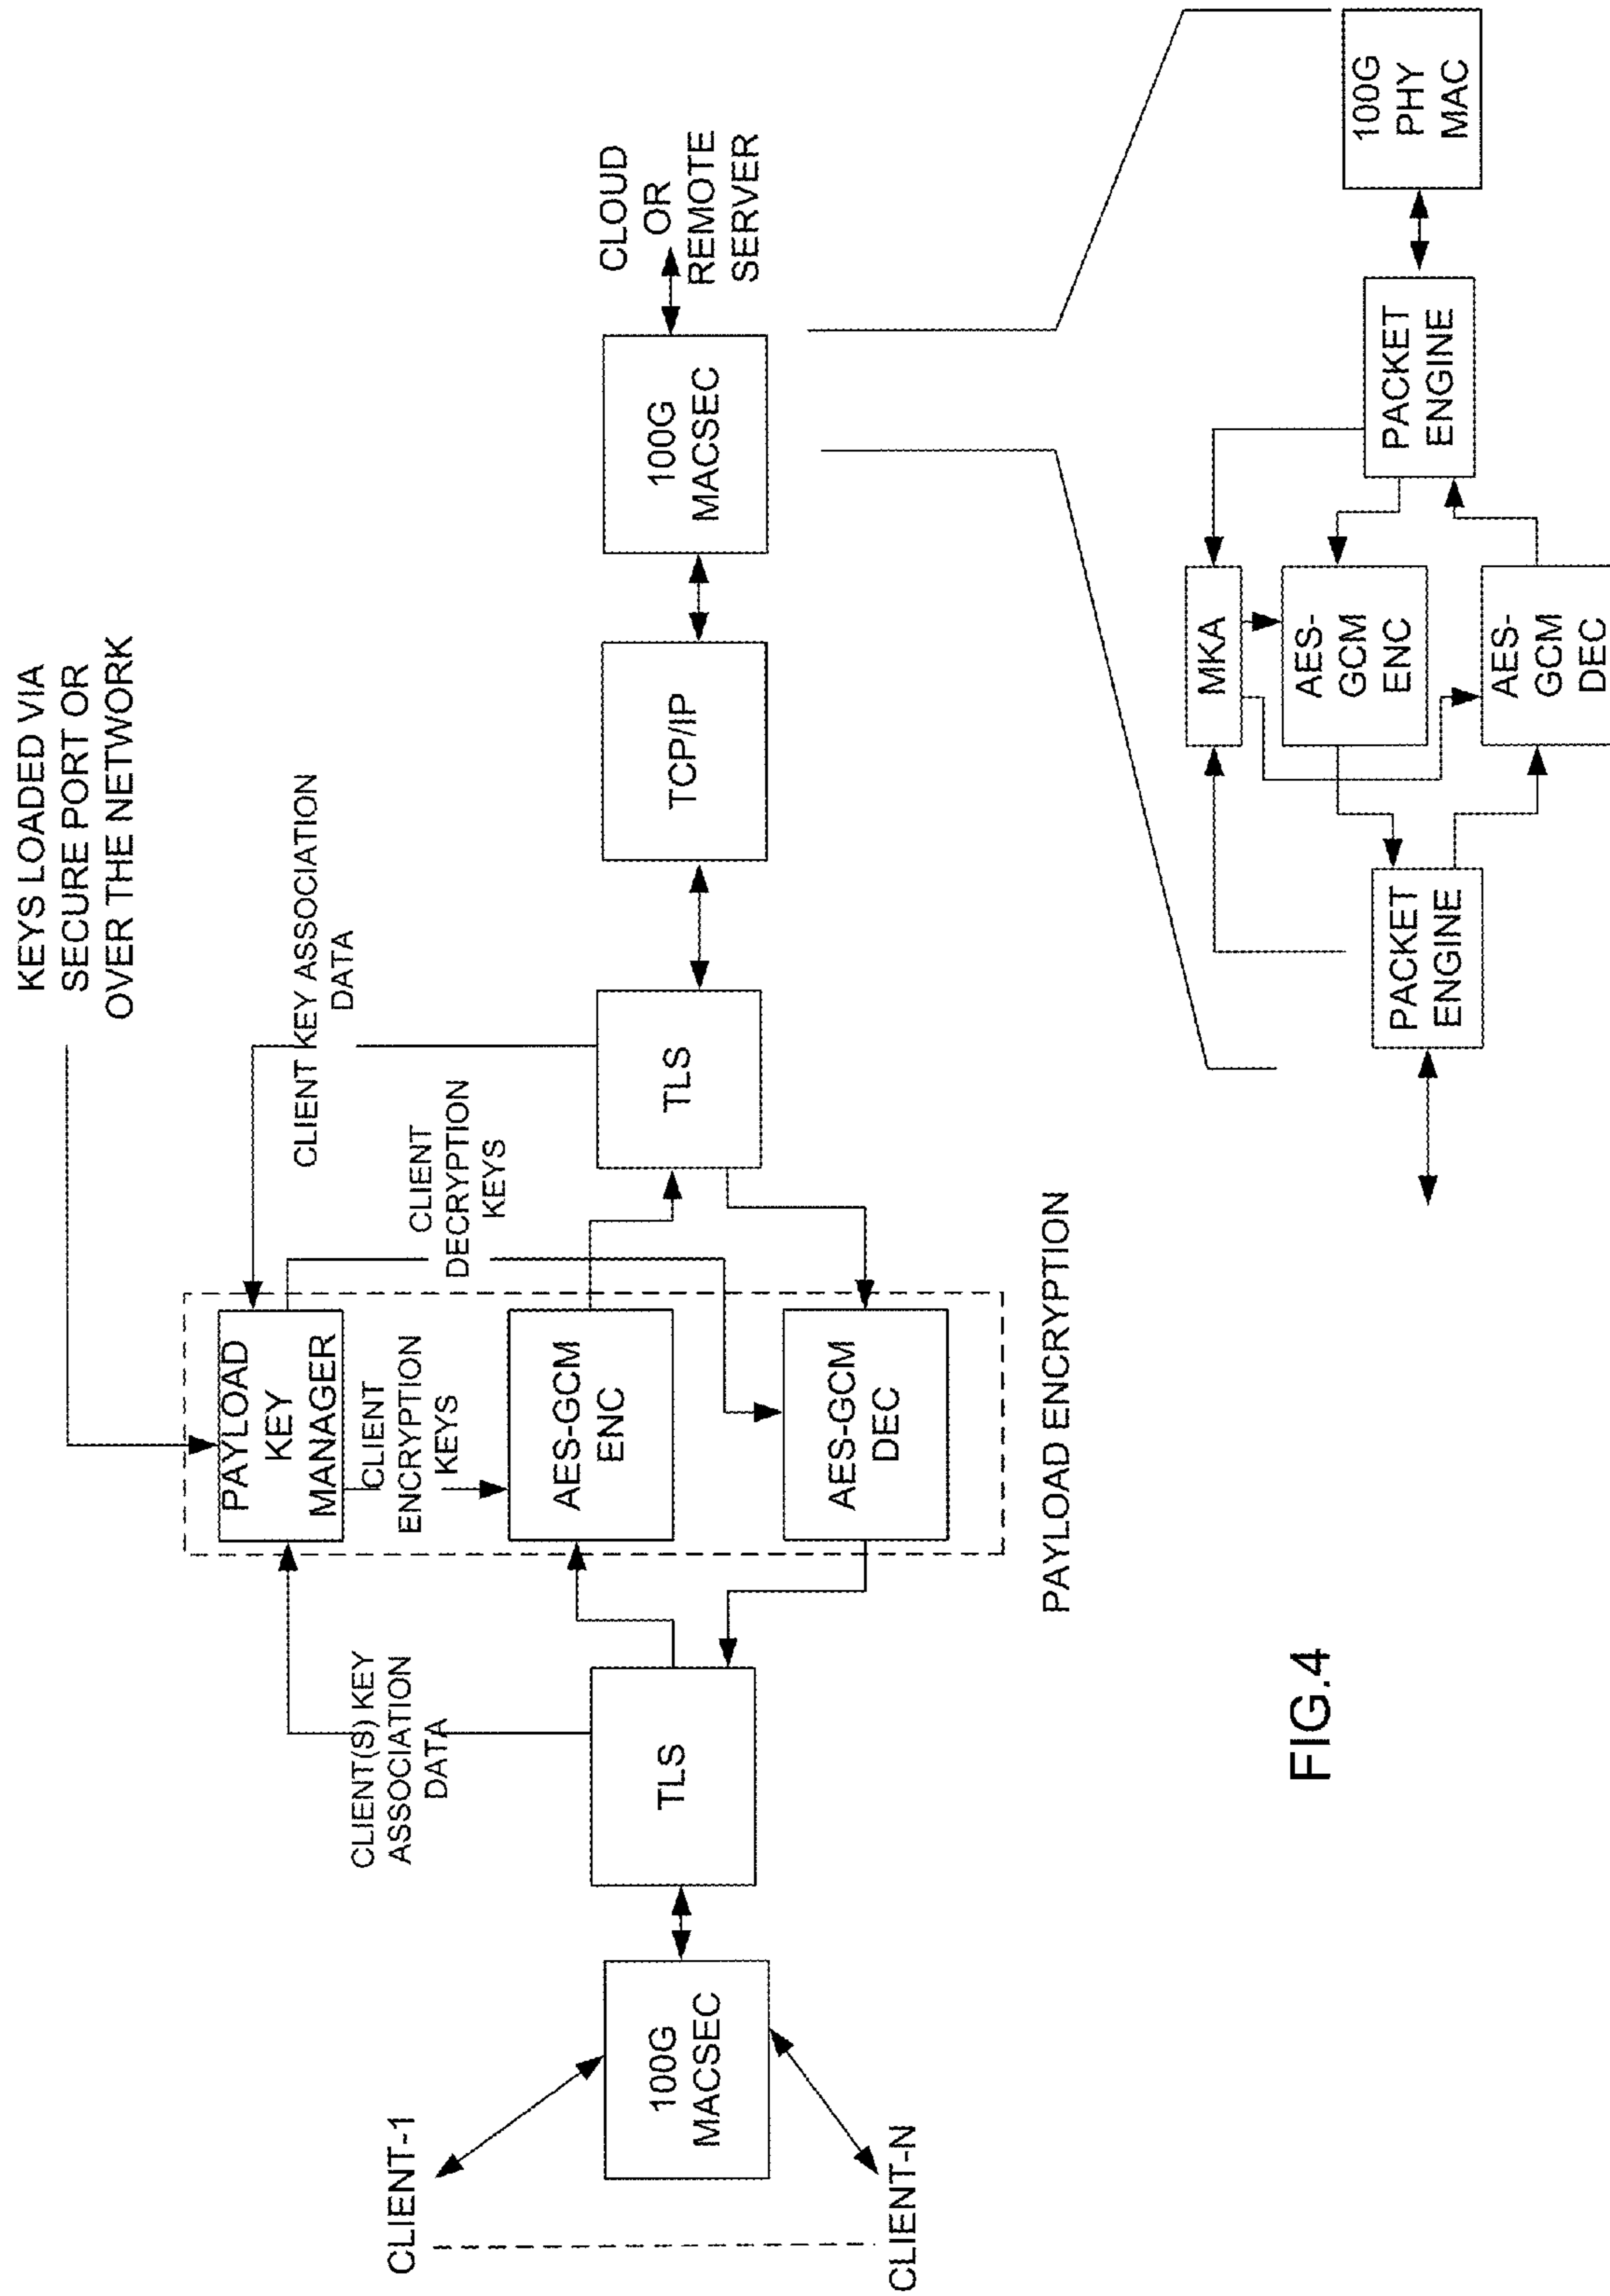 KEYS LOADED VIA
SECURE PORT OR
OVER THE NETWORK
CLIENT-1
CLIENT-N
100G
MACSEC
TLS
CLIENT(S) KEY
ASSOCIATION
DATA
PAYLOAD
KEY
MANAGER
CLIENT
ENCRYPTION
KEYS
AES-GCM
ENC
AES-GCM
DEC
PAYLOAD ENCRYPTION
CLIENT
DECRYPTION
KEYS
CLIENT KEY ASSOCIATION
DATA
TLS
TCP/IP
100G
MACSEC
CLOUD
OR
REMOTE
SERVER
PACKET
ENGINE
MKA
AES-
GCM
ENC
AES-
GCM
DEC
PACKET
ENGINE
100G
PHY
MAC
FIG.4